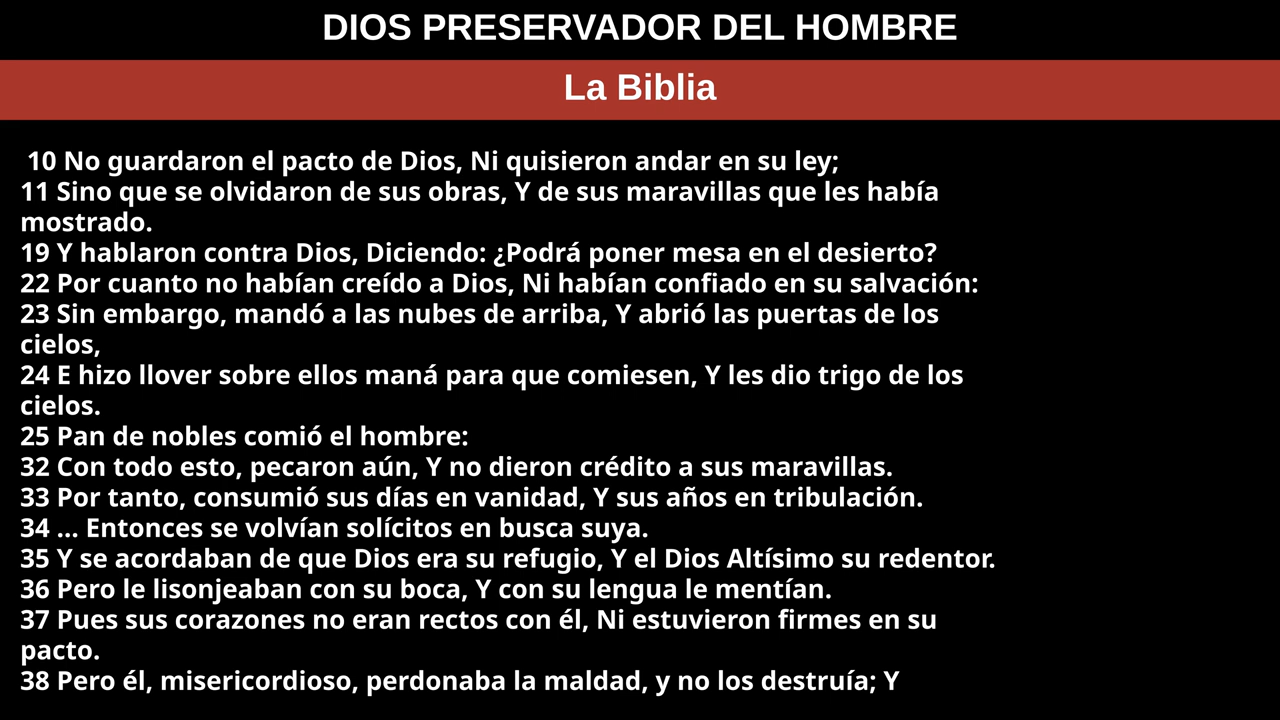 DIOS PRESERVADOR DEL HOMBRE
La Biblia
10 No guardaron el pacto de Dios, Ni quisieron andar en su ley;
11 Sino que se olvidaron de sus obras, Y de sus maravillas que les había
mostrado.
19 Y hablaron contra Dios, Diciendo: ¿Podrá poner mesa en el desierto?
22 Por cuanto no habían creído a Dios, Ni habían confiado en su salvación:
23 Sin embargo, mandó a las nubes de arriba, Y abrió las puertas de los
cielos,
24 E hizo llover sobre ellos maná para que comiesen, Y les dio trigo de los
cielos.
25 Pan de nobles comió el hombre:
32 Con todo esto, pecaron aún, Y no dieron crédito a sus maravillas.
33 Por tanto, consumió sus días en vanidad, Y sus años en tribulación.
34 ... Entonces se volvían solícitos en busca suya.
35 Y se acordaban de que Dios era su refugio, Y el Dios Altísimo su redentor.
36 Pero le lisonjeaban con su boca, Y con su lengua le mentían.
37 Pues sus corazones no eran rectos con él, Ni estuvieron firmes en su
pacto.
38 Pero él, misericordioso, perdonaba la maldad, y no los destruía; Y